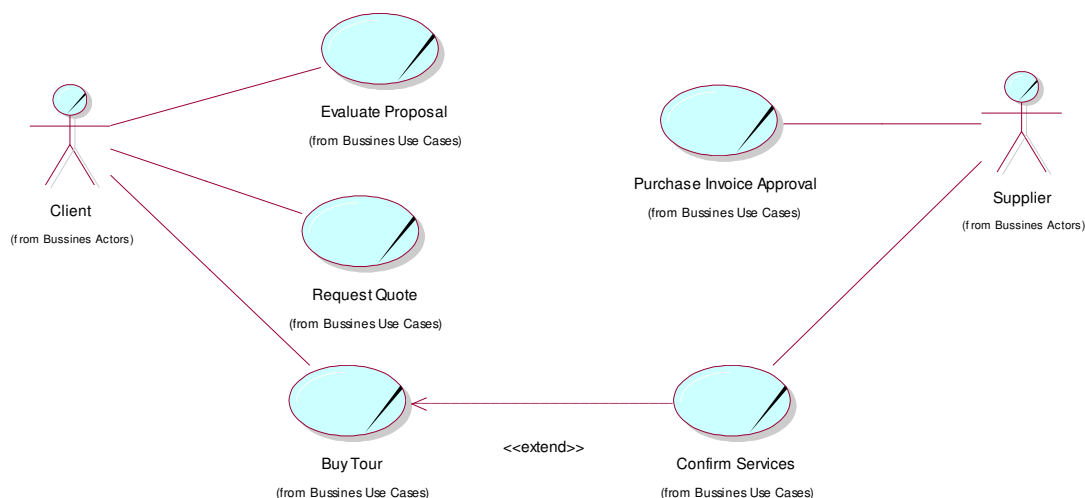 Evaluate Proposal
(from Bussines Use Cases)
Client
(from Bussines Actors)
Purchase Invoice Approval
(from Bussines Use Cases)
Supplier
(from Bussines Actors)
Request Quote
(from Bussines Use Cases)
<<extend>>
Buy Tour
(from Bussines Use Cases)
Confirm Services
(from Bussines Use Cases)